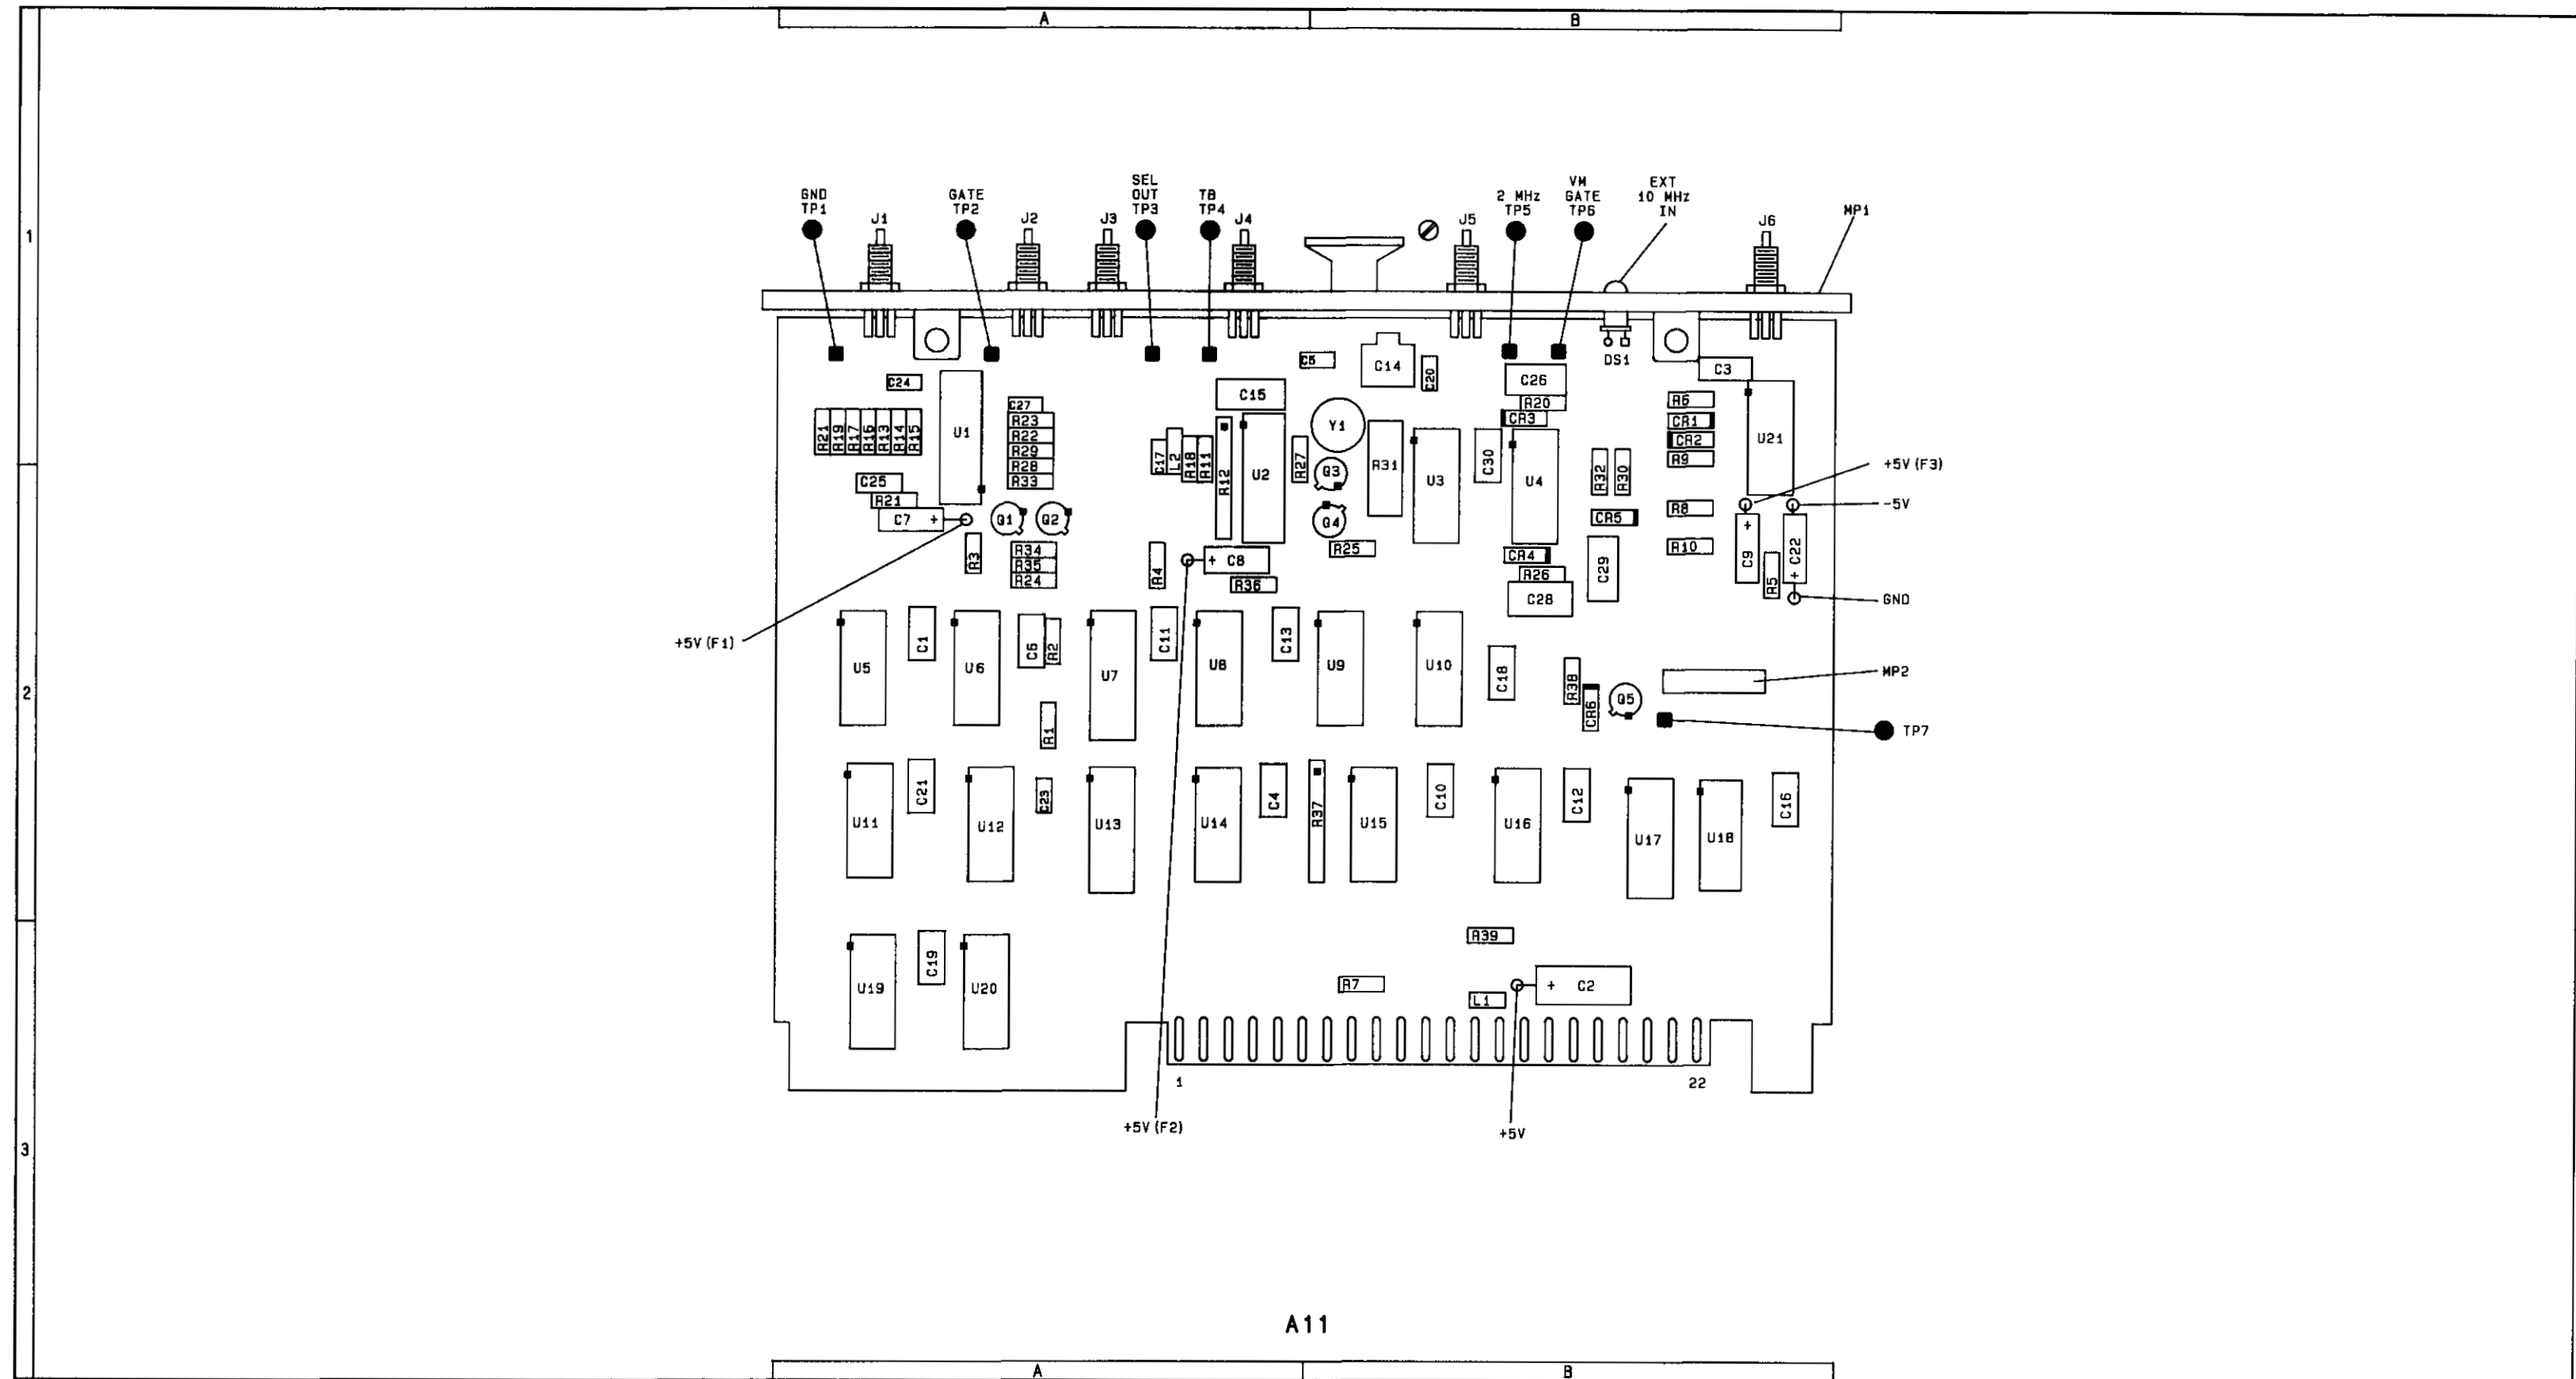 A
B
1
2
3
GND
TP1
GATE
TP2
SEL
OUT
TP3
TB
TP4
2 MHz
TP5
VM
GATE
TP6
EXT
10 MHz
IN
MP1
J1
J2
J3
J4
J5
J6
DS1
C24
C27
C15
C5
C14
C20
C26
C3
R21
R19
R17
R16
R13
R14
R15
U1
R23
R22
R29
R28
R33
C17
L2
R18
R11
R12
U2
R27
Y1
Q3
Q4
R31
U3
C30
R20
CR3
U4
R32
R30
R6
CR1
CR2
R9
U21
+5V (F3)
-5V
C25
R21
C7 +
Q1
Q2
R3
R34
R35
R24
R4
+ C8
R36
R25
CR5
CR4
R26
C28
C29
R8
R10
+ C9
R5
+ C22
GND
+5V (F1)
U5
C1
U6
C6
R2
U7
C11
U8
C13
U9
U10
C18
R38
CR6
Q5
MP2
TP7
R1
U11
C21
U12
C23
U13
U14
C4
R37
U15
C10
U16
C12
U17
U18
C16
U19
C19
U20
R39
R7
L1
+ C2
1
22
+5V (F2)
+5V
A11
A
B